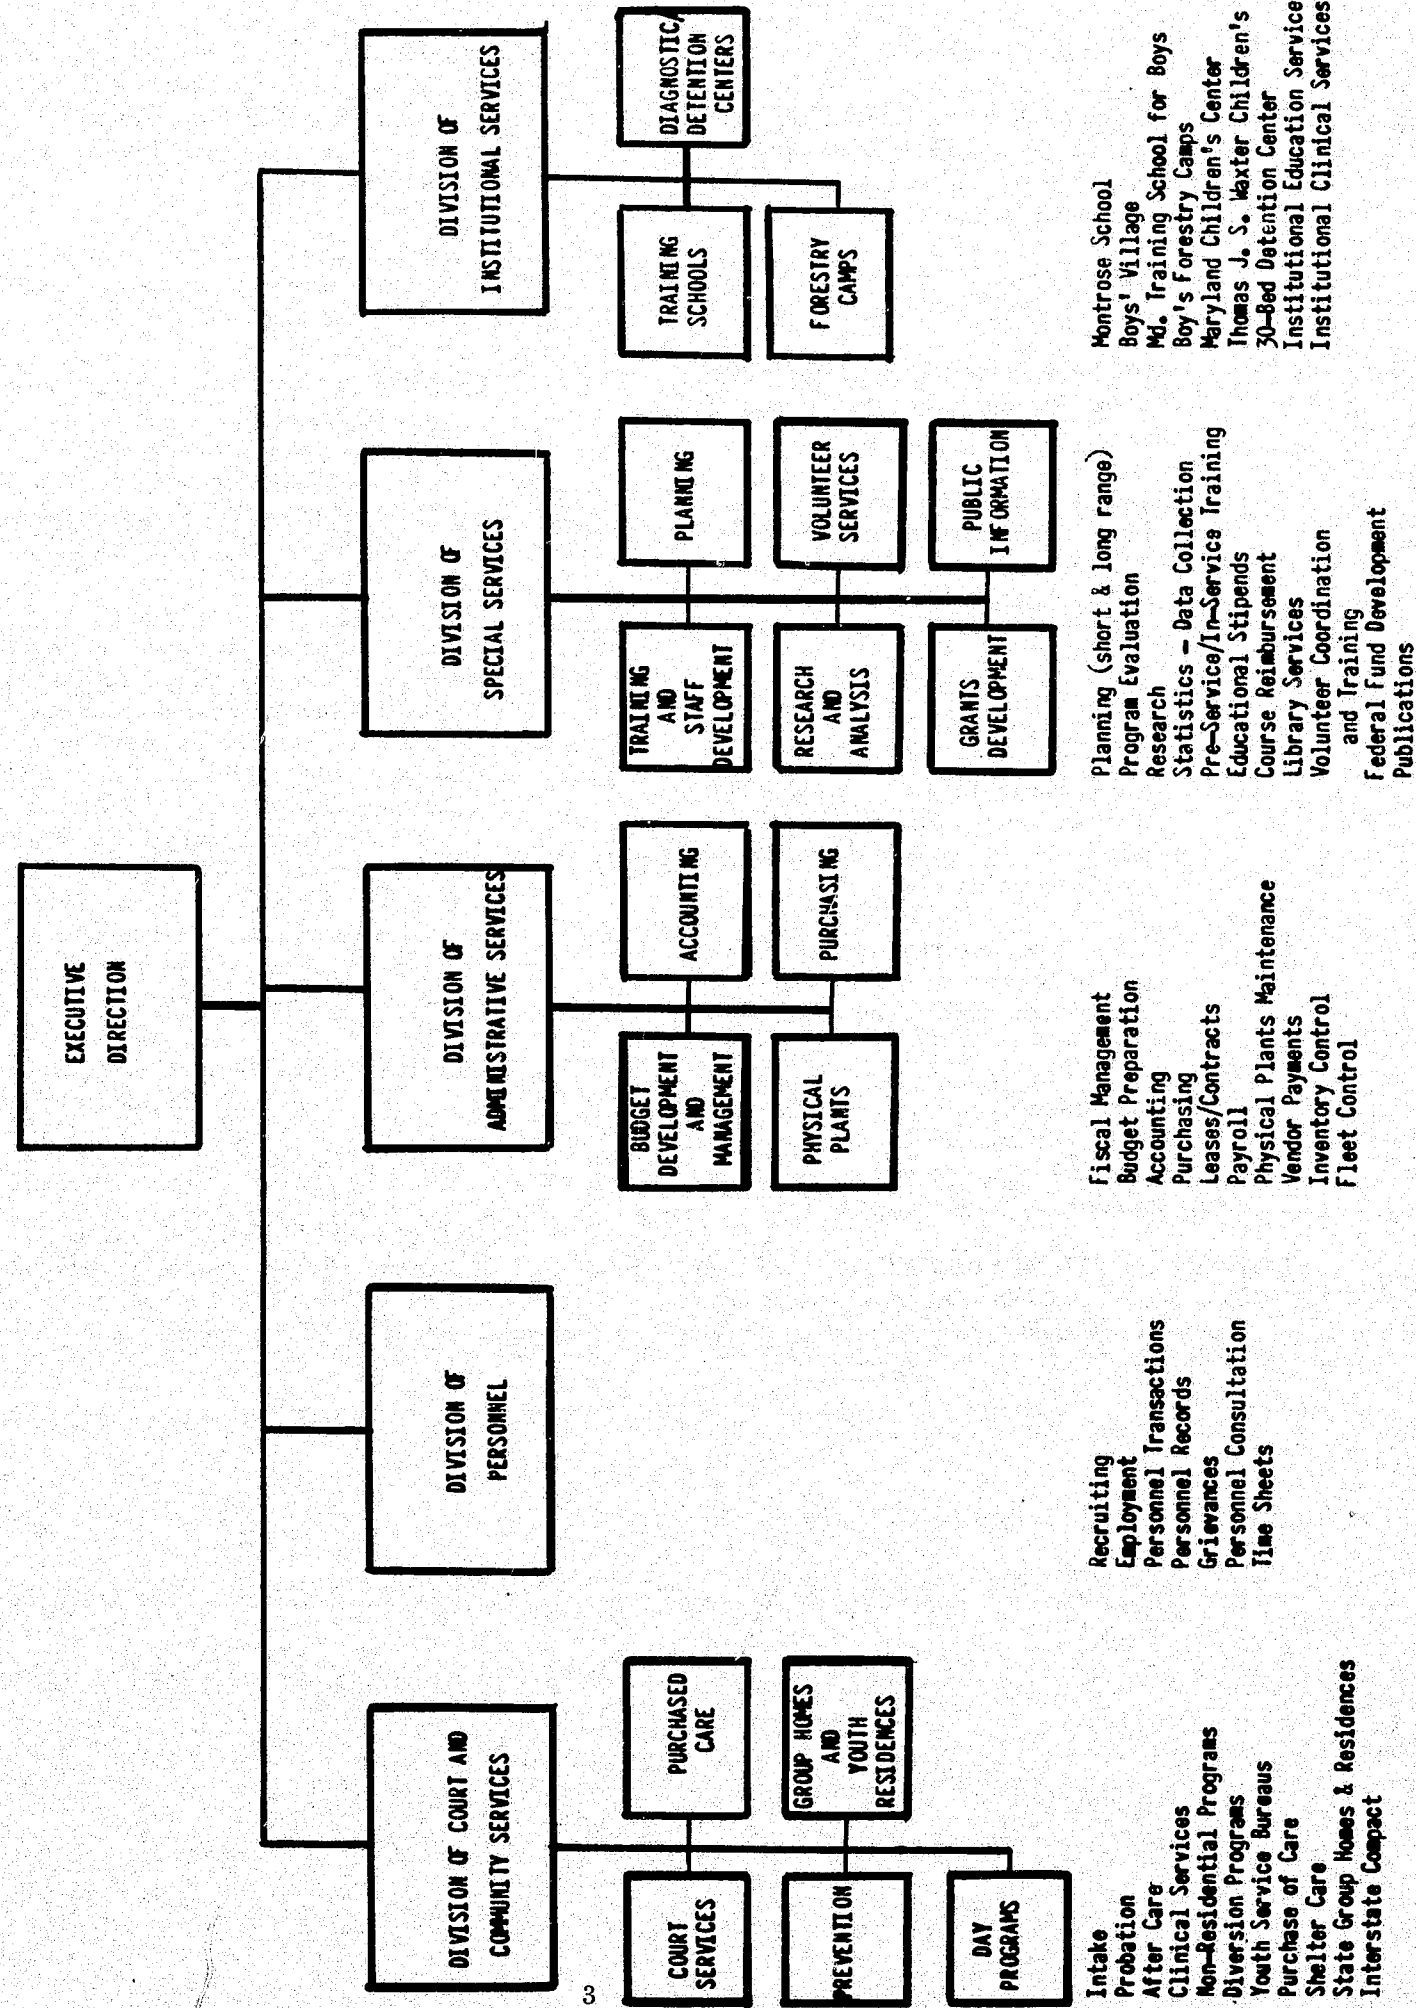 EXECUTIVE
DIRECTION
DIVISION OF COURT AND
COMMUNITY SERVICES
DIVISION OF
PERSONNEL
DIVISION OF
ADMINISTRATIVE SERVICES
DIVISION OF
SPECIAL SERVICES
DIVISION OF
INSTITUTIONAL SERVICES
COURT
SERVICES
PURCHASED
CARE
PREVENTION
GROUP HOMES
AND
YOUTH
RESIDENCES
DAY
PROGRAMS
BUDGET
DEVELOPMENT
AND
MANAGEMENT
ACCOUNTING
PHYSICAL
PLANTS
PURCHASING
TRAINING
AND
STAFF
DEVELOPMENT
PLANNING
RESEARCH
AND
ANALYSIS
VOLUNTEER
SERVICES
GRANTS
DEVELOPMENT
PUBLIC
INFORMATION
TRAINING
SCHOOLS
DIAGNOSTIC/
DETENTION
CENTERS
FORESTRY
CAMPS
Intake
Probation
After Care
Clinical Services
Non-Residential Programs
Diversion Programs
Youth Service Bureaus
Purchase of Care
Shelter Care
State Group Homes & Residences
Interstate Compact
Recruiting
Employment
Personnel Transactions
Personnel Records
Grievances
Personnel Consultation
Time Sheets
Fiscal Management
Budget Preparation
Accounting
Purchasing
Leases/Contracts
Payroll
Physical Plants Maintenance
Vendor Payments
Inventory Control
Fleet Control
Planning (short & long range)
Program Evaluation
Research
Statistics - Data Collection
Pre-Service/In-Service Training
Educational Stipends
Course Reimbursement
Library Services
Volunteer Coordination
and Training
Federal Fund Development
Publications
Montrose School
Boys' Village
Md. Training School for Boys
Boy's Forestry Camps
Maryland Children's Center
Thomas J. S. Waxter Children's
30-Bed Detention Center
Institutional Education Service
Institutional Clinical Services
3